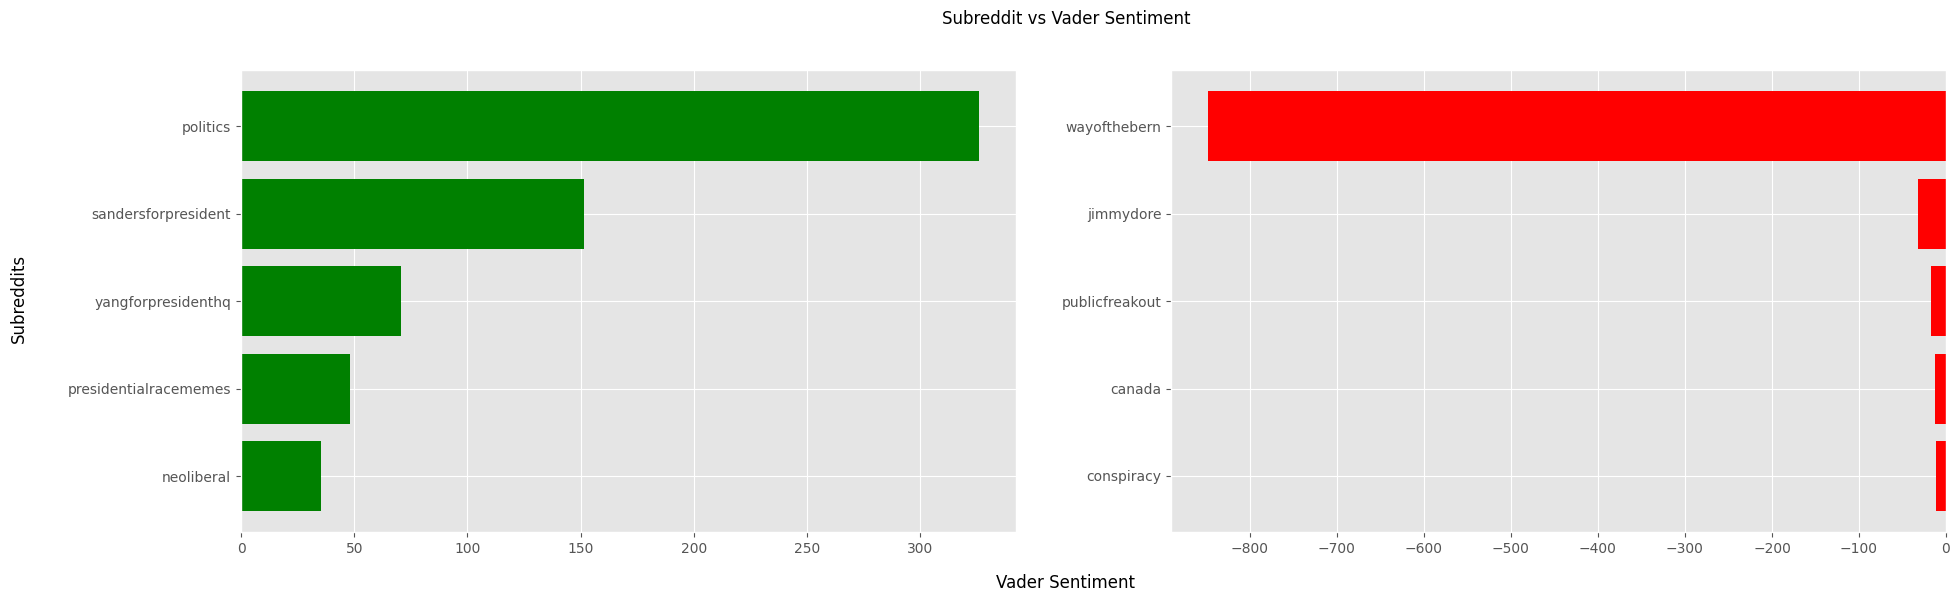 Subreddit vs Vader Sentiment
Subreddits
politics
sandersforpresident
yangforpresidenthq
presidentialracememes
neoliberal
0 50 100 150 200 250 300
wayofthebern
jimmydore
publicfreakout
canada
conspiracy
−800 −700 −600 −500 −400 −300 −200 −100 0
Vader Sentiment